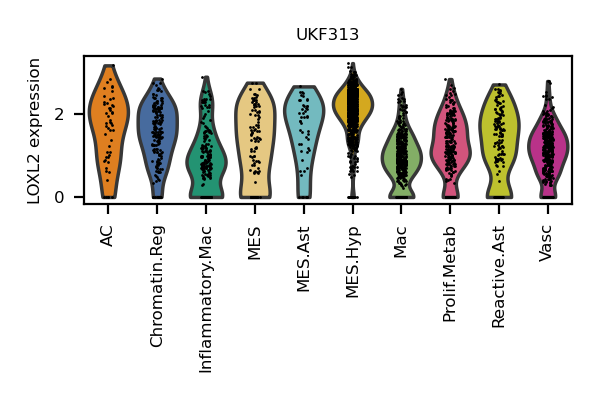 UKF313
LOXL2 expression
2
0
AC
Chromatin.Reg
Inflammatory.Mac
MES
MES.Ast
MES.Hyp
Mac
Prolif.Metab
Reactive.Ast
Vasc